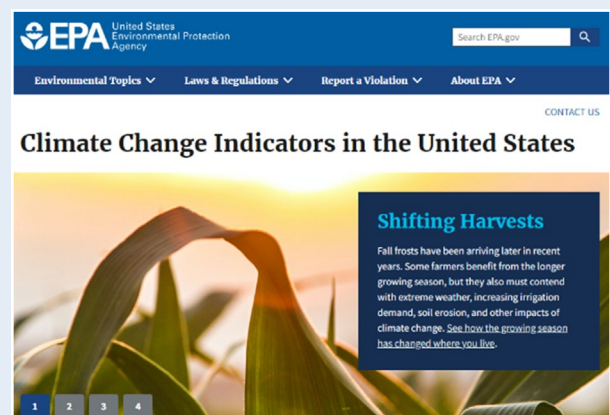 EPA
United States
Environmental Protection
Agency
Search EPA.gov
Environmental Topics
Laws & Regulations
Report a Violation
About EPA
CONTACT US
Climate Change Indicators in the United States
Shifting Harvests
Fall frosts have been arriving later in recent
years. Some farmers benefit from the longer
growing season, but they also must contend
with extreme weather, increasing irrigation
demand, soil erosion, and other impacts of
climate change. See how the growing season
has changed where you live.
1 2 3 4